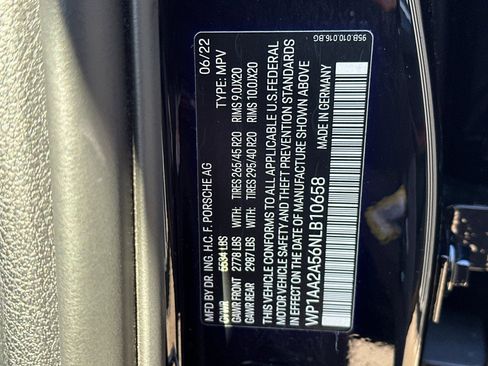 95B.010.016.BG
MFD BY DR. ING. H.C. F. PORSCHE AG 06/22
GVWR 5534 LBS TYPE: MPV
GAWR FRONT 2778 LBS WITH: TIRES 265/45 R20 RIMS 9.0JX20
GAWR REAR 2987 LBS WITH: TIRES 295/40 R20 RIMS 10.0JX20
THIS VEHICLE CONFORMS TO ALL APPLICABLE U.S.FEDERAL
MOTOR VEHICLE SAFETY AND THEFT PREVENTION STANDARDS
IN EFFECT ON THE DATE OF MANUFACTURE SHOWN ABOVE
WP1AA2A56NLB10658 MADE IN GERMANY